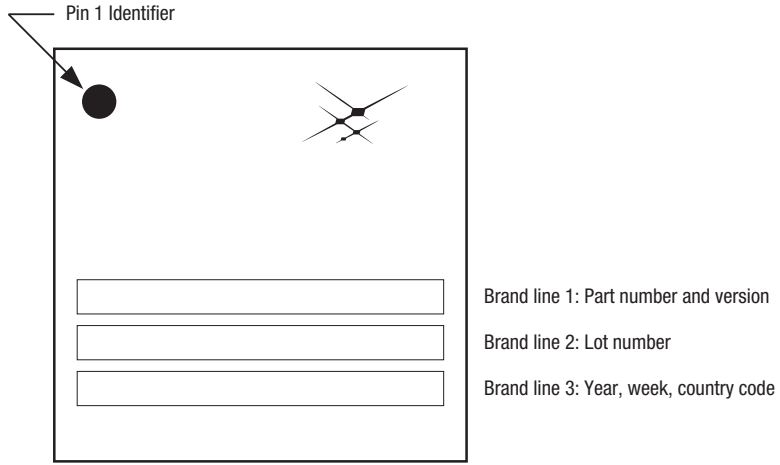 Pin 1 Identifier
Brand line 1: Part number and version
Brand line 2: Lot number
Brand line 3: Year, week, country code